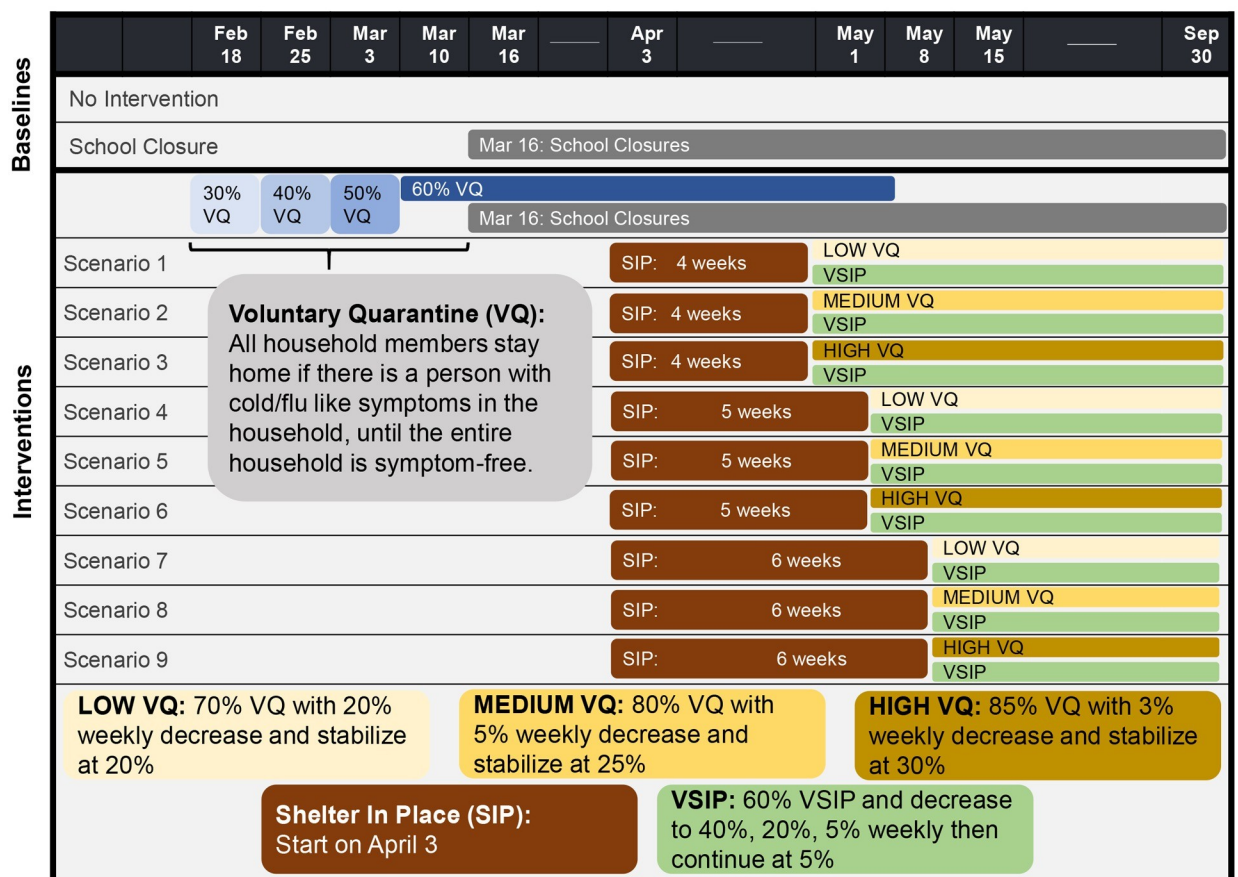 Feb 18
Feb 25
Mar 3
Mar 10
Mar 16
Apr 3
May 1
May 8
May 15
Sep 30
Baselines
No Intervention
School Closure
Mar 16: School Closures
Interventions
30% VQ
40% VQ
50% VQ
60% VQ
Mar 16: School Closures
Scenario 1
SIP: 4 weeks
LOW VQ
VSIP
Voluntary Quarantine (VQ):
All household members stay
home if there is a person with
cold/flu like symptoms in the
household, until the entire
household is symptom-free.
Scenario 2
SIP: 4 weeks
MEDIUM VQ
VSIP
Scenario 3
SIP: 4 weeks
HIGH VQ
VSIP
Scenario 4
SIP: 5 weeks
LOW VQ
VSIP
Scenario 5
SIP: 5 weeks
MEDIUM VQ
VSIP
Scenario 6
SIP: 5 weeks
HIGH VQ
VSIP
Scenario 7
SIP: 6 weeks
LOW VQ
VSIP
Scenario 8
SIP: 6 weeks
MEDIUM VQ
VSIP
Scenario 9
SIP: 6 weeks
HIGH VQ
VSIP
LOW VQ: 70% VQ with 20%
weekly decrease and stabilize
at 20%
MEDIUM VQ: 80% VQ with
5% weekly decrease and
stabilize at 25%
HIGH VQ: 85% VQ with 3%
weekly decrease and stabilize
at 30%
Shelter In Place (SIP):
Start on April 3
VSIP: 60% VSIP and decrease
to 40%, 20%, 5% weekly then
continue at 5%